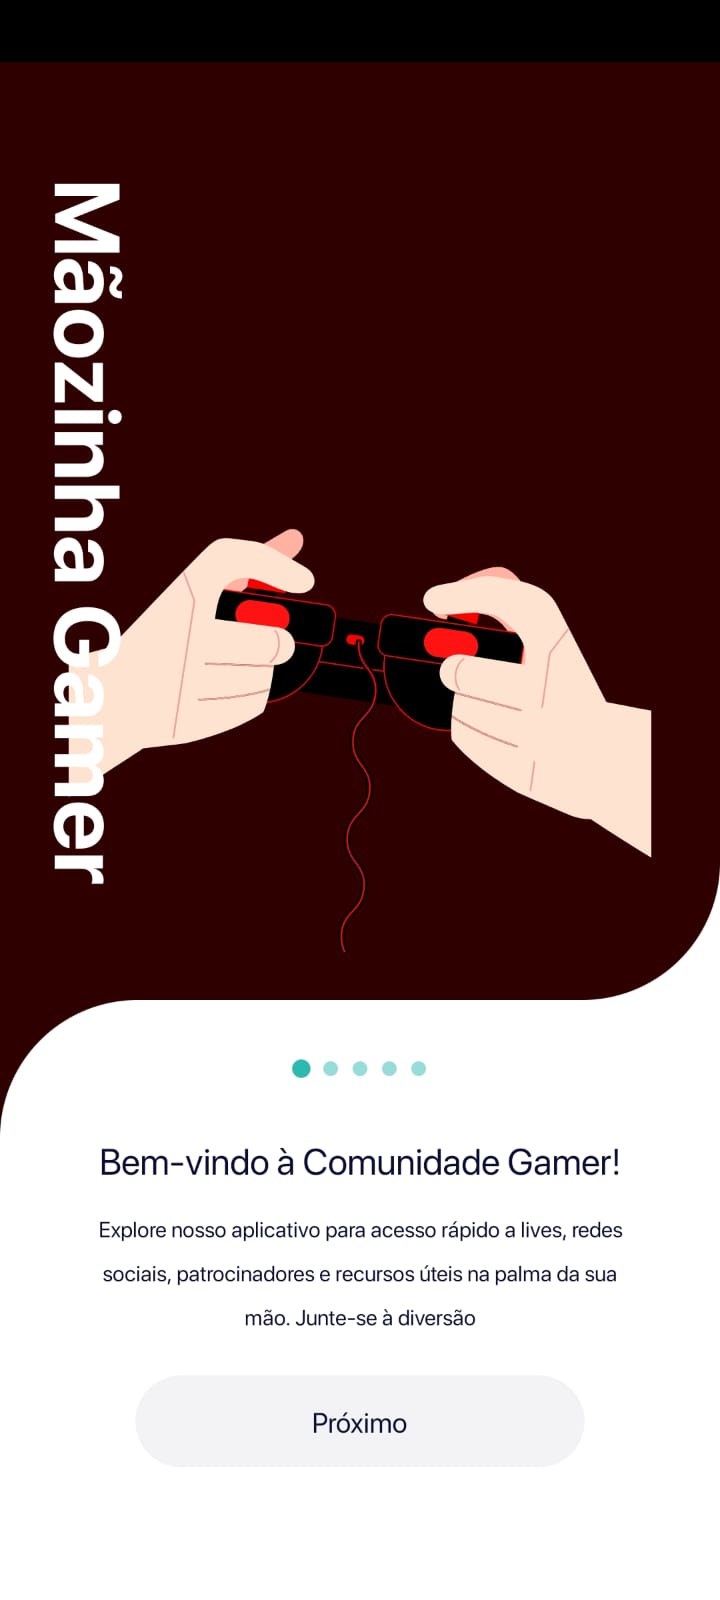 Mãozinha Gamer
Bem-vindo à Comunidade Gamer!
Explore nosso aplicativo para acesso rápido a lives, redes
sociais, patrocinadores e recursos úteis na palma da sua
mão. Junte-se à diversão
Próximo